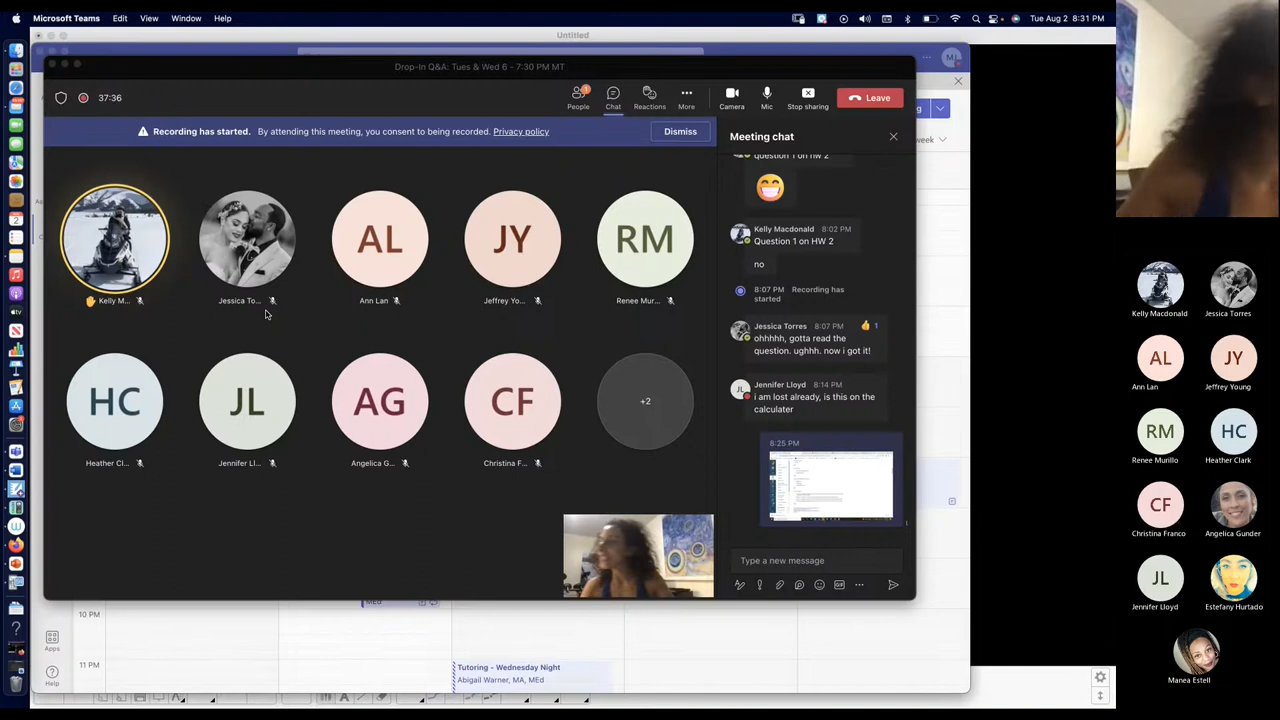 Microsoft Teams Edit View Window Help
Tue Aug 2 8:31 PM
Untitled
Drop-In Q&A: Tues & Wed 6 - 7:30 PM MT
37:36
1
People Chat Reactions More Camera Mic Stop sharing Leave
Recording has started. By attending this meeting, you consent to being recorded. Privacy policy Dismiss
Meeting chat
question 1 on hw 2
Kelly Macdonald 8:02 PM
Question 1 on HW 2
no
8:07 PM Recording has
started
Jessica Torres 8:07 PM 1
ohhhhh, gotta read the
question. ughhh. now i got it!
Jennifer Lloyd 8:14 PM
i am lost already, is this on the
calculater
8:25 PM
Type a new message
AL JY RM
Kelly M... Jessica To... Ann Lan Jeffrey Yo... Renee Mur...
HC JL AG CF +2
Heather Cl... Jennifer Ll... Angelica G... Christina F...
MEd
10 PM
11 PM
Apps
Help
Tutoring - Wednesday Night
Abigail Warner, MA, MEd
week
Kelly Macdonald Jessica Torres
AL JY
Ann Lan Jeffrey Young
RM HC
Renee Murillo Heather Clark
CF
Christina Franco Angelica Gunder
JL
Jennifer Lloyd Estefany Hurtado
Manea Estell